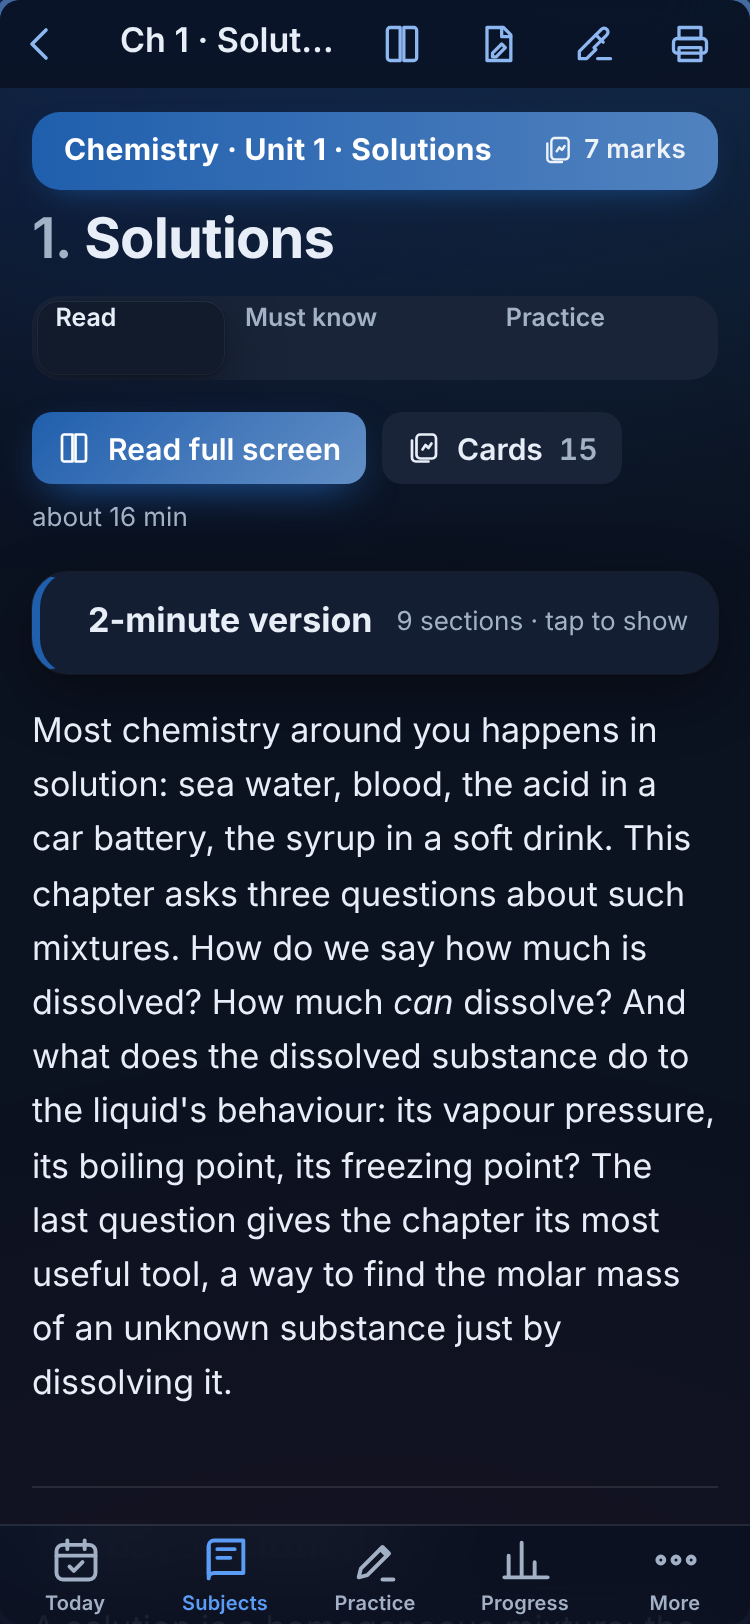 Ch 1 · Solut...
Chemistry · Unit 1 · Solutions 7 marks
1. Solutions
Read Must know Practice
Read full screen Cards 15
about 16 min
2-minute version 9 sections · tap to show
Most chemistry around you happens in
solution: sea water, blood, the acid in a
car battery, the syrup in a soft drink. This
chapter asks three questions about such
mixtures. How do we say how much is
dissolved? How much can dissolve? And
what does the dissolved substance do to
the liquid's behaviour: its vapour pressure,
its boiling point, its freezing point? The
last question gives the chapter its most
useful tool, a way to find the molar mass
of an unknown substance just by
dissolving it.
Today Subjects Practice Progress More